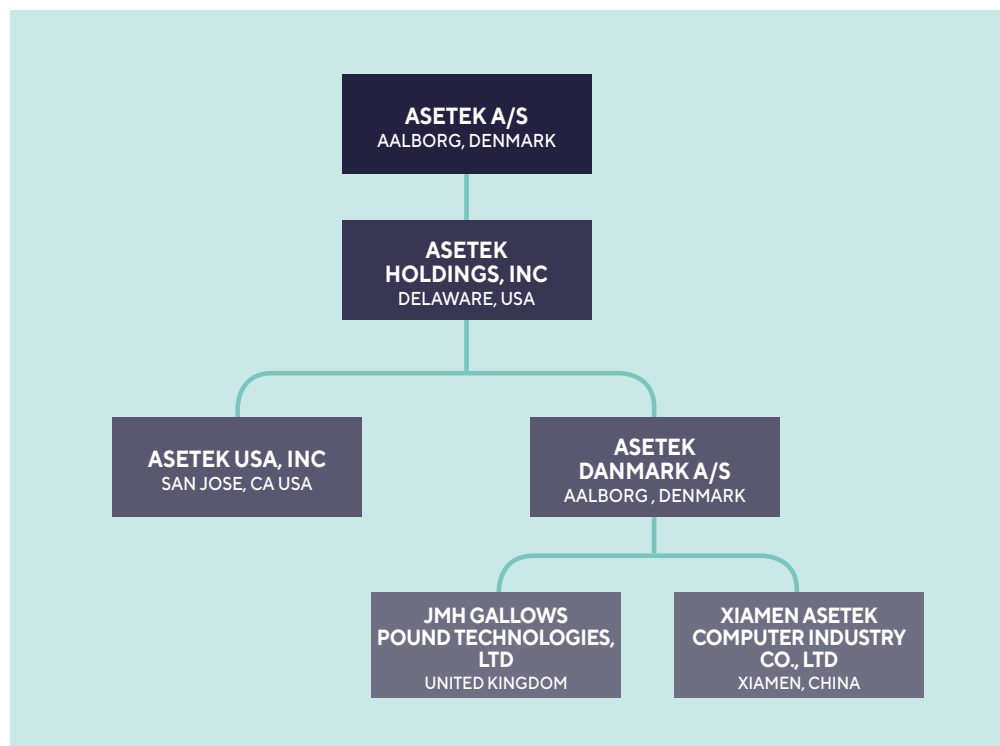 ASETEK A/S
AALBORG, DENMARK
ASETEK
HOLDINGS, INC
DELAWARE, USA
ASETEK USA, INC
SAN JOSE, CA USA
ASETEK
DANMARK A/S
AALBORG , DENMARK
JMH GALLOWS
POUND TECHNOLOGIES,
LTD
UNITED KINGDOM
XIAMEN ASETEK
COMPUTER INDUSTRY
CO., LTD
XIAMEN, CHINA